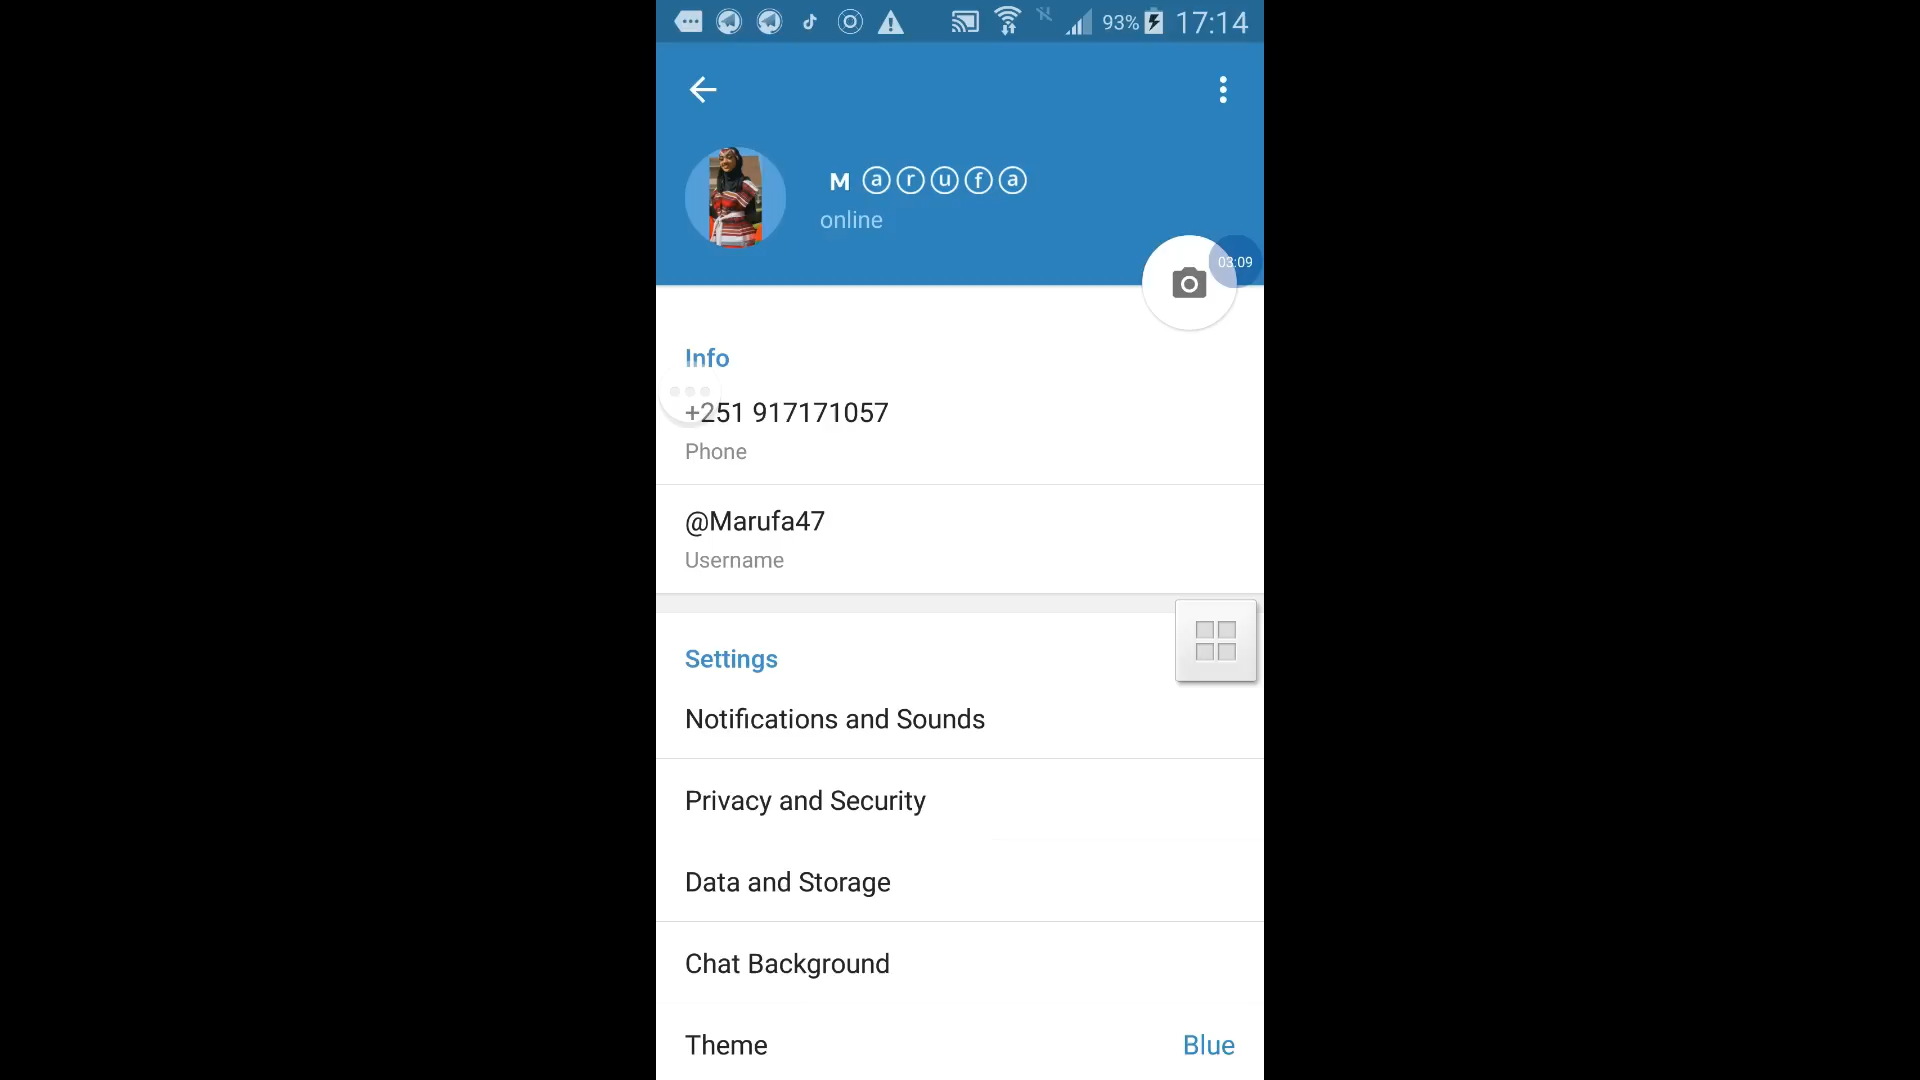 93% 17:14
M ⓐⓡⓤⓕⓐ
online
03:09
Info
+251 917171057
Phone
@Marufa47
Username
Settings
Notifications and Sounds
Privacy and Security
Data and Storage
Chat Background
Theme Blue